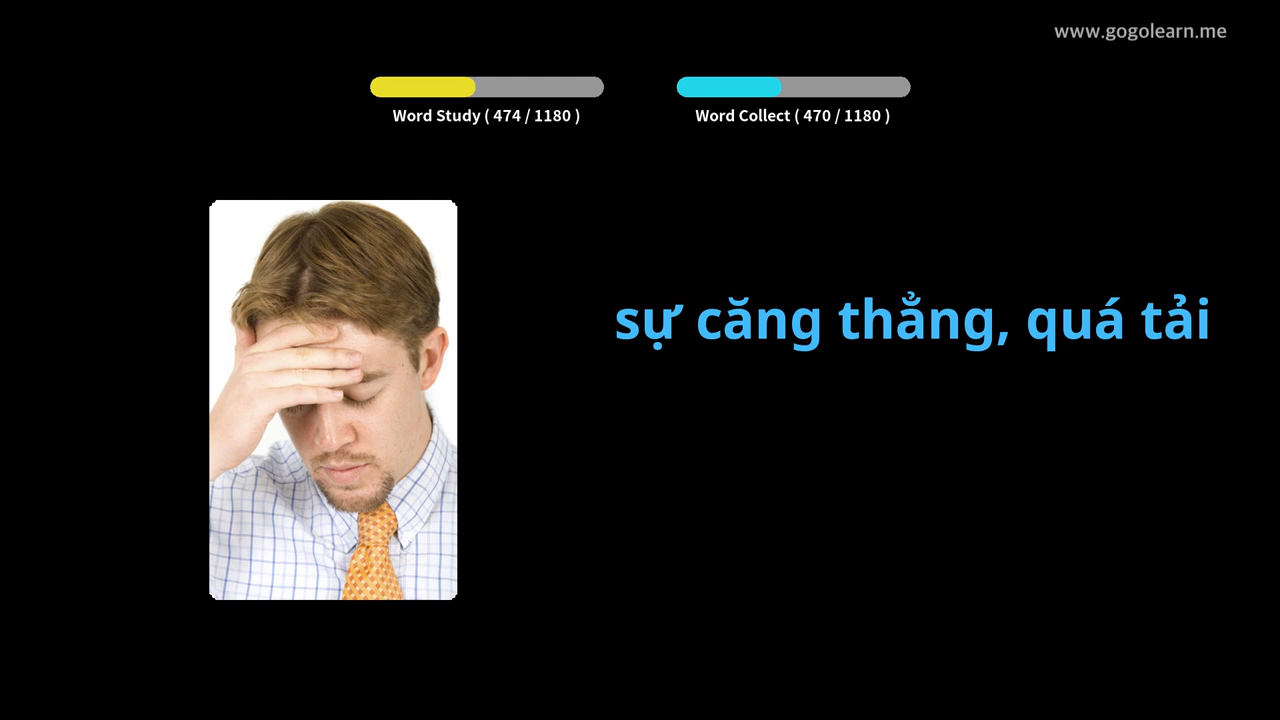 www.gogolearn.me
Word Study ( 474 / 1180 )
Word Collect ( 470 / 1180 )
sự căng thẳng, quá tải